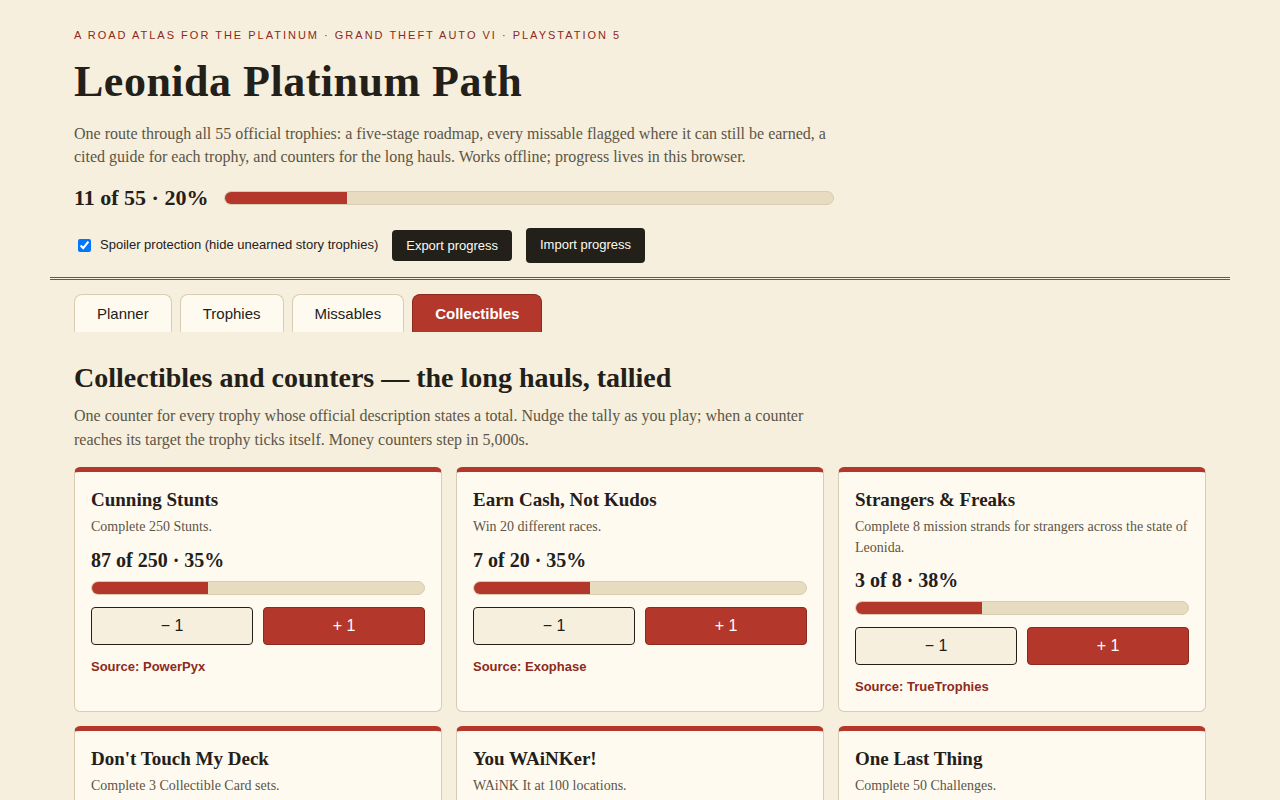 A ROAD ATLAS FOR THE PLATINUM · GRAND THEFT AUTO VI · PLAYSTATION 5
Leonida Platinum Path
One route through all 55 official trophies: a five-stage roadmap, every missable flagged where it can still be earned, a
cited guide for each trophy, and counters for the long hauls. Works offline; progress lives in this browser.
11 of 55 · 20%
Spoiler protection (hide unearned story trophies)
Export progress
Import progress
Planner
Trophies
Missables
Collectibles
Collectibles and counters — the long hauls, tallied
One counter for every trophy whose official description states a total. Nudge the tally as you play; when a counter
reaches its target the trophy ticks itself. Money counters step in 5,000s.
Cunning Stunts
Complete 250 Stunts.
87 of 250 · 35%
− 1
+ 1
Source: PowerPyx
Earn Cash, Not Kudos
Win 20 different races.
7 of 20 · 35%
− 1
+ 1
Source: Exophase
Strangers & Freaks
Complete 8 mission strands for strangers across the state of
Leonida.
3 of 8 · 38%
− 1
+ 1
Source: TrueTrophies
Don't Touch My Deck
Complete 3 Collectible Card sets.
You WAiNKer!
WAiNK It at 100 locations.
One Last Thing
Complete 50 Challenges.